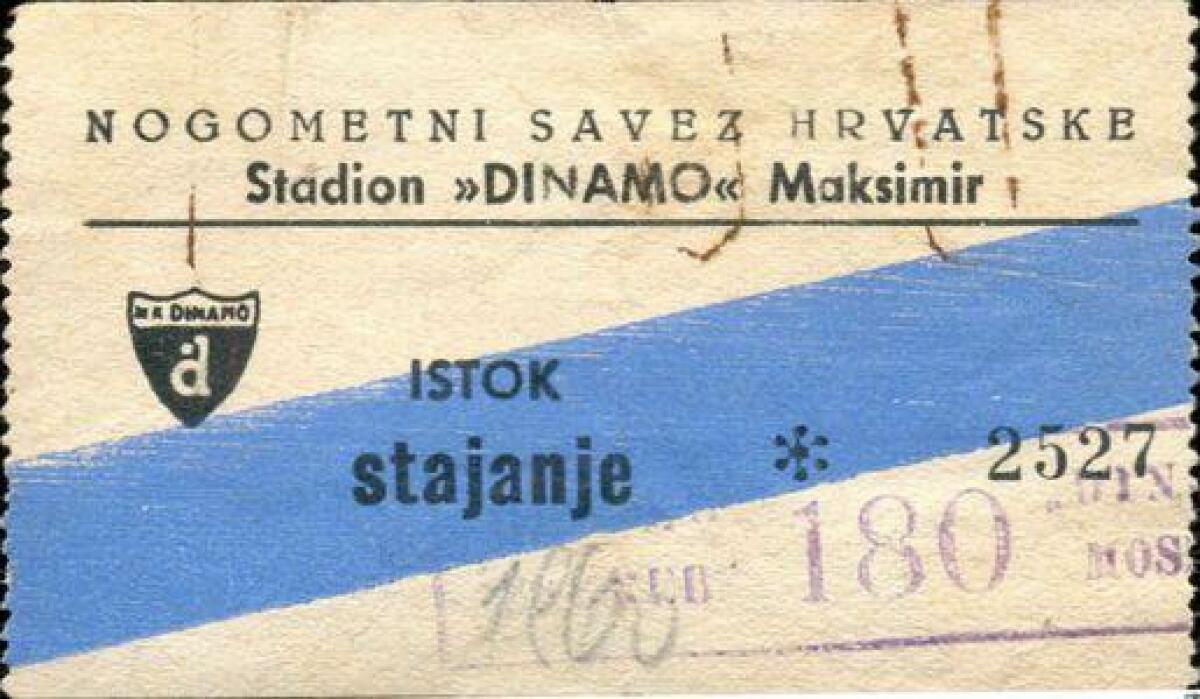 NOGOMETNI SAVEZ HRVATSKE
Stadion »DINAMO« Maksimir
N K DINAMO
d
ISTOK
stajanje
* 2527
180